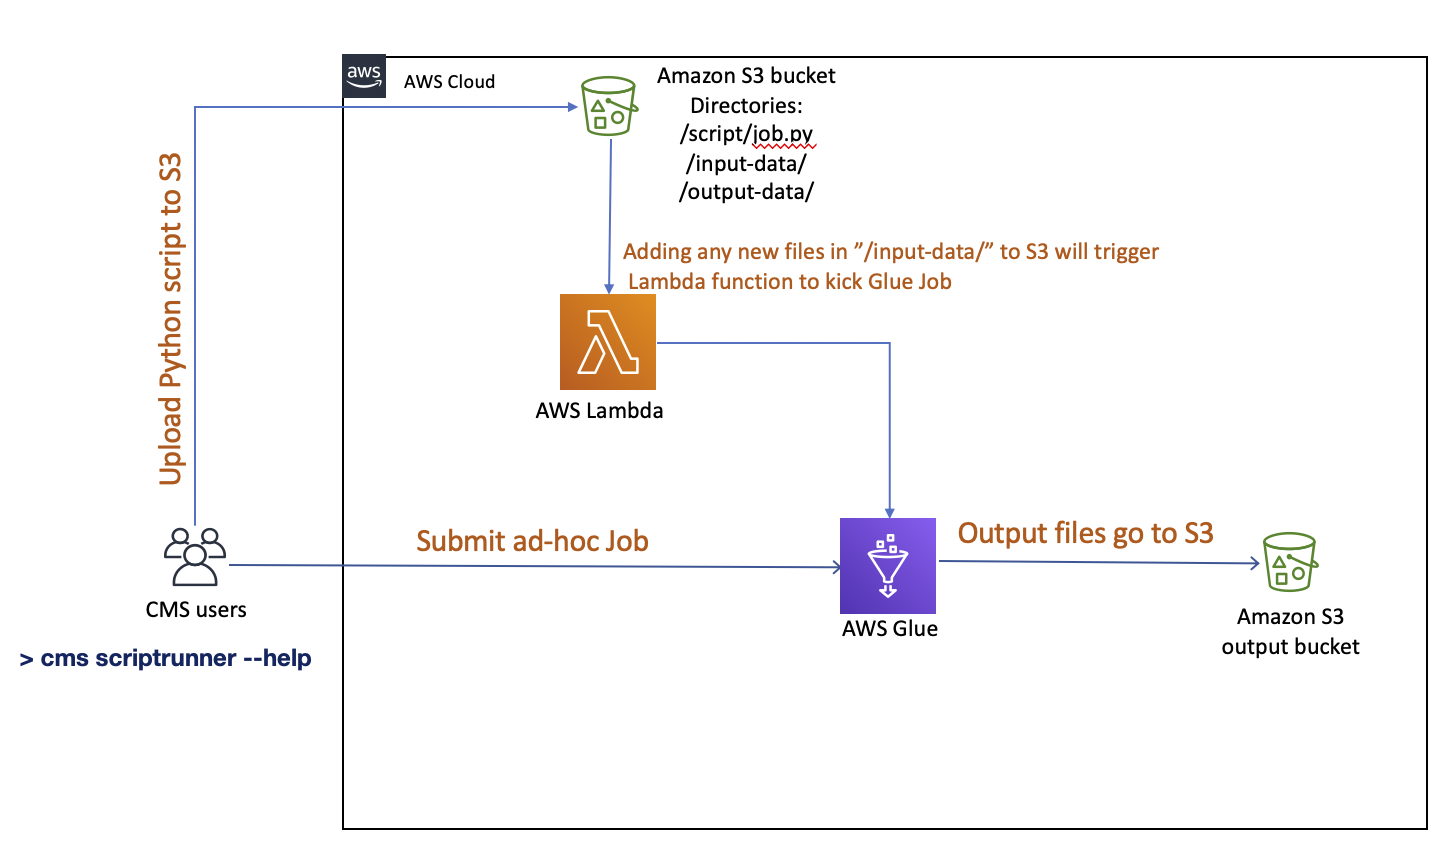 aws
AWS Cloud
Amazon S3 bucket
Directories:
/script/job.py
/input-data/
/output-data/
Upload Python script to S3
Adding any new files in ”/input-data/” to S3 will trigger
Lambda function to kick Glue Job
AWS Lambda
Submit ad-hoc Job
Output files go to S3
CMS users
AWS Glue
Amazon S3
output bucket
> cms scriptrunner --help